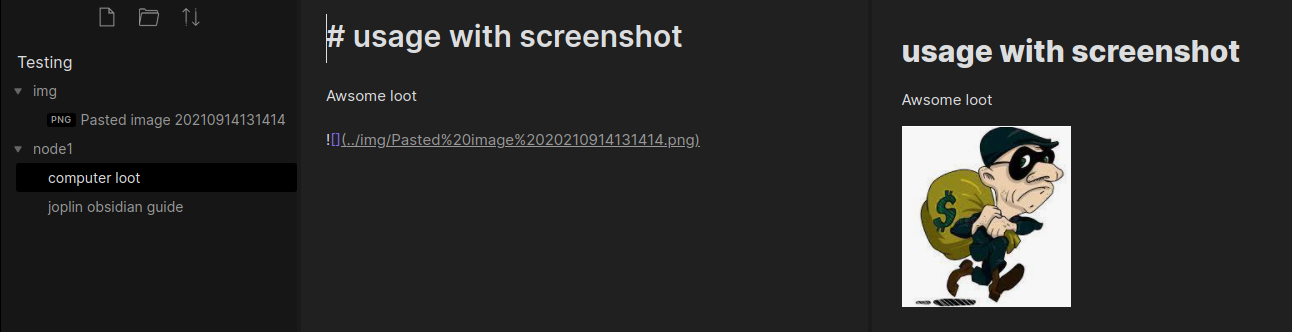 Testing
img
PNG Pasted image 20210914131414
node1
computer loot
joplin obsidian guide
# usage with screenshot
Awsome loot
![](../img/Pasted%20image%2020210914131414.png)
usage with screenshot
Awsome loot
$